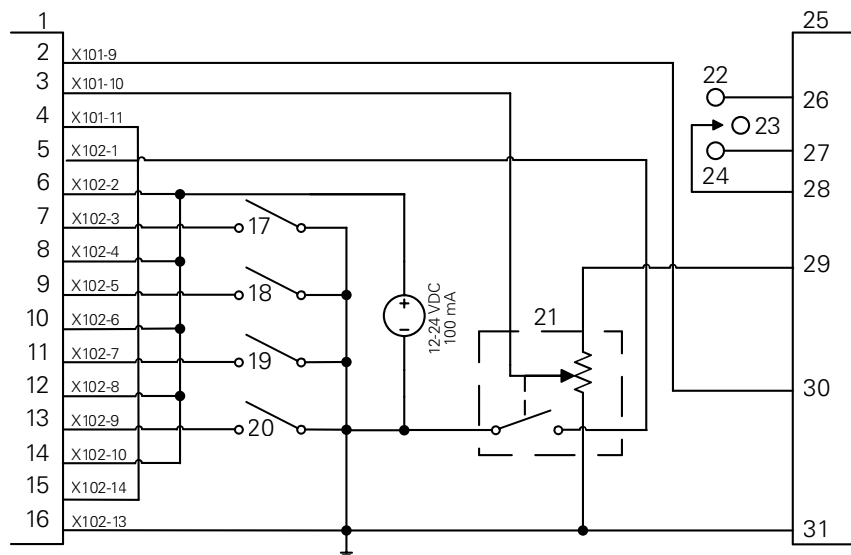 1
25
2 X101-9
3 X101-10
22
26
4 X101-11
23
5 X102-1
27
24
6 X102-2
28
7 X102-3
17
8 X102-4
29
9 X102-5
18
+
12-24 VDC
100 mA
10 X102-6
21
–
11 X102-7
19
12 X102-8
30
13 X102-9
20
14 X102-10
15 X102-14
16 X102-13
31